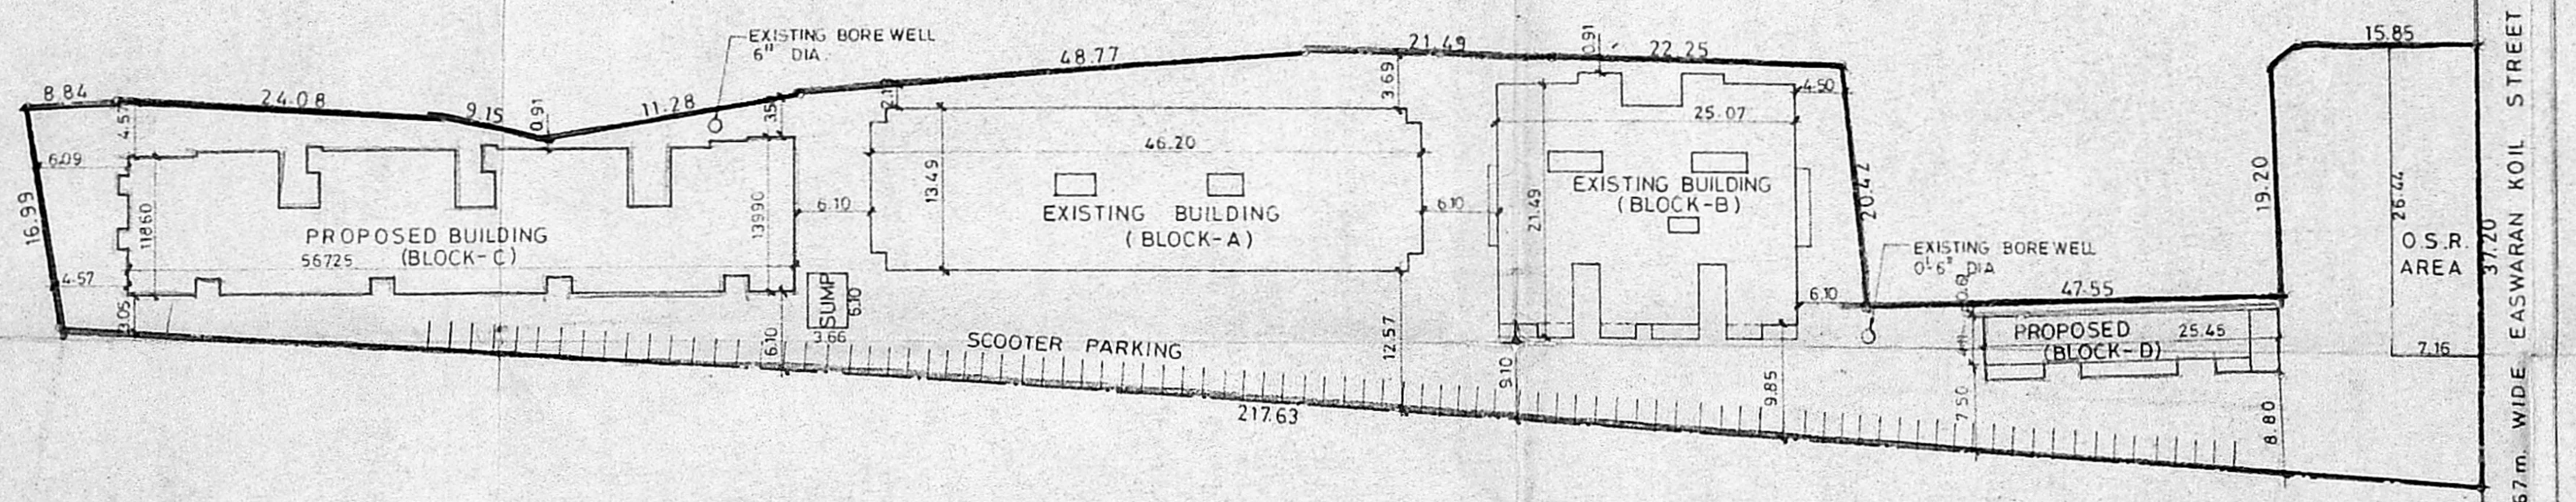 EXISTING BORE WELL
6" DIA.
48.77
21.49
0.91
22.25
15.85
8.84
24.08
9.15
0.91
11.28
3.69
4.50
4.57
25.07
6.09
46.20
13.49
16.99
11860
13990
6.10
6.10
21.49
20.42
19.20
26.44
EXISTING BUILDING
(BLOCK-A)
EXISTING BUILDING
(BLOCK-B)
PROPOSED BUILDING
(BLOCK-C)
56725
EXISTING BORE WELL
0'-6" DIA
O.S.R.
AREA
37.20
4.57
SUMP
6.10
3.66
6.10
0.60
47.55
3.05
6.10
SCOOTER PARKING
12.57
PROPOSED
(BLOCK-D)
25.45
7.16
9.10
9.85
7.50
8.80
217.63
67m. WIDE EASWARAN KOIL STREET